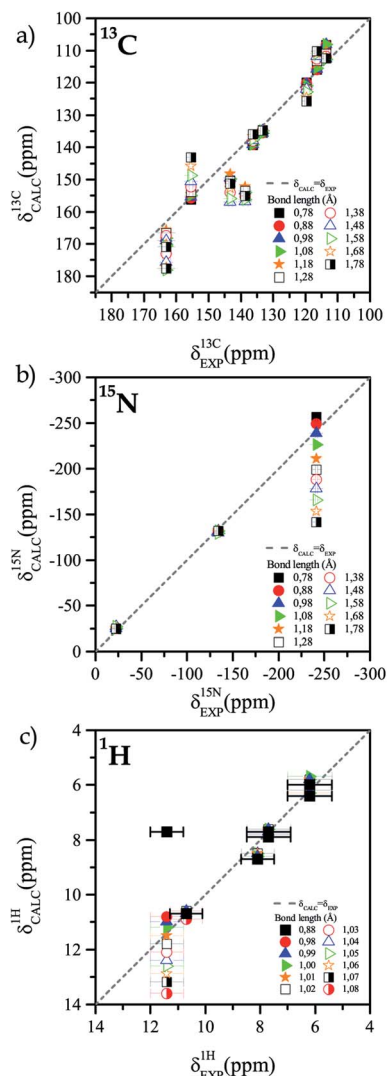 a)
13C
100
110
120
130
140
150
160
170
180
δ13C CALC (ppm)
δCALC=δEXP
Bond length (Å)
0,78 1,38
0,88 1,48
0,98 1,58
1,08 1,68
1,18 1,78
1,28
180 170 160 150 140 130 120 110 100
δ13C EXP (ppm)
b)
15N
-300
-250
-200
-150
-100
-50
0
δ15N CALC (ppm)
δCALC=δEXP
Bond length (Å)
0,78 1,38
0,88 1,48
0,98 1,58
1,08 1,68
1,18 1,78
1,28
0 -50 -100 -150 -200 -250 -300
δ15N EXP (ppm)
c)
1H
4
6
8
10
12
14
δ1H CALC (ppm)
δCALC=δEXP
Bond length (Å)
0,88 1,03
0,98 1,04
0,99 1,05
1,00 1,06
1,01 1,07
1,02 1,08
14 12 10 8 6 4
δ1H EXP (ppm)